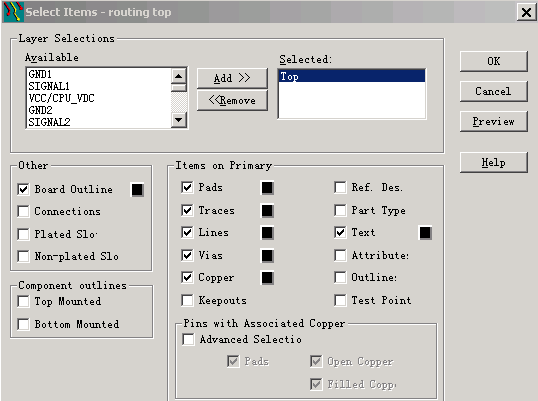 Select Items - routing top
Layer Selections
Available
GND1
SIGNAL1
VCC/CPU_VDC
GND2
SIGNAL2
Add >>
<<Remove
Selected:
Top
OK
Cancel
Preview
Help
Other
Board Outline
Connections
Plated Slo
Non-plated Slo
Component outlines
Top Mounted
Bottom Mounted
Items on Primary
Pads
Traces
Lines
Vias
Copper
Keepouts
Ref. Des.
Part Type
Text
Attribute:
Outline:
Test Point
Pins with Associated Copper
Advanced Selectio
Pads
Open Copper
Filled Copp